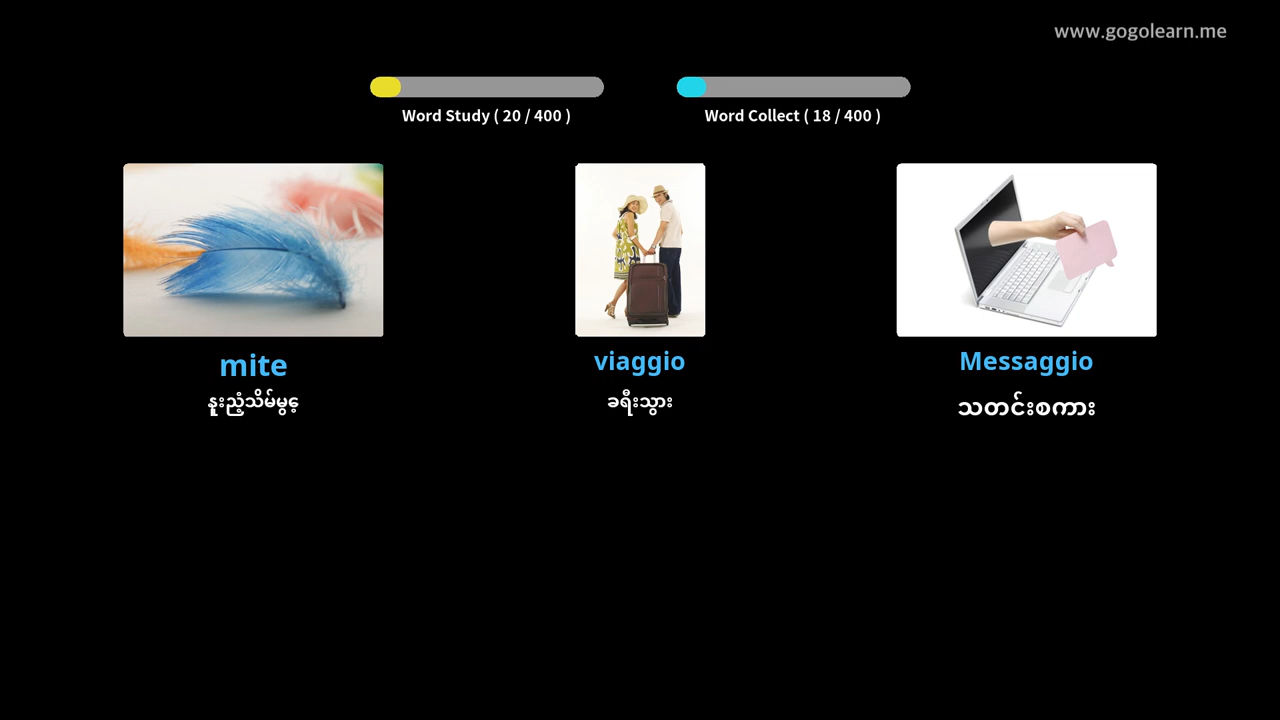 www.gogolearn.me
Word Study ( 20 / 400 )
Word Collect ( 18 / 400 )
mite
နူးညံ့သိမ်မွေ့
viaggio
ခရီးသွား
Messaggio
သတင်းစကား